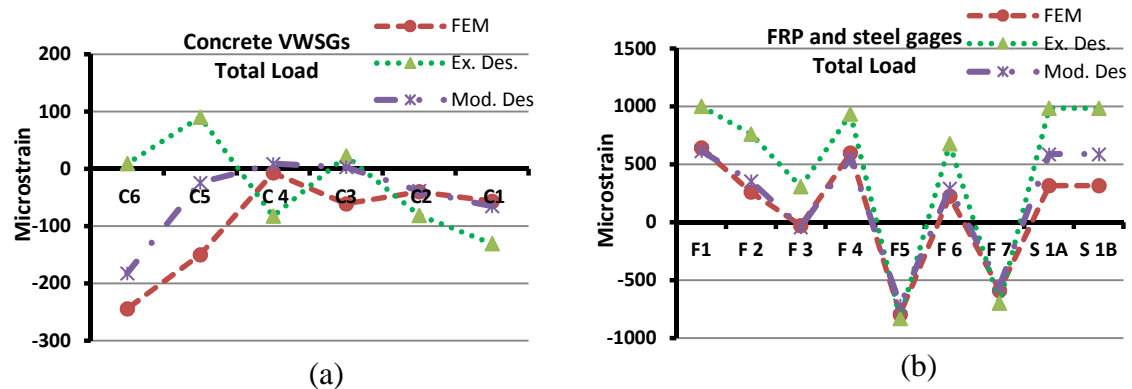 Concrete VWSGs
Total Load
FEM
Ex. Des.
Mod. Des
Microstrain
200
100
0
-100
-200
-300
C6 C5 C 4 C3 C2 C1
(a)
FRP and steel gages
Total Load
FEM
Ex. Des.
Mod. Des
Microstrain
1500
1000
500
0
-500
-1000
F1 F 2 F 3 F 4 F5 F 6 F 7 S 1A S 1B
(b)